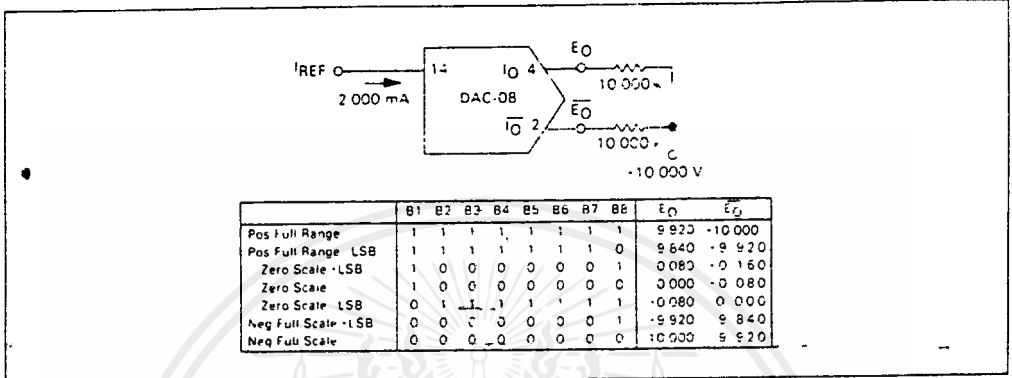 EO
IREF
14
IO 4
10 000
2 000 mA
DAC-08
EO
IO 2
10 000
-10 000 V
B1 B2 B3 B4 B5 B6 B7 B8 EO EO
Pos Full Range 1 1 1 1 1 1 1 1 9 920 -10 000
Pos Full Range -LSB 1 1 1 1 1 1 1 0 9 840 -9 920
Zero Scale +LSB 1 0 0 0 0 0 0 1 0 080 -0 160
Zero Scale 1 0 0 0 0 0 0 0 0 000 -0 080
Zero Scale -LSB 0 1 1 1 1 1 1 1 -0 080 0 000
Neg Full Scale +LSB 0 0 0 0 0 0 0 1 -9 920 9 840
Neg Full Scale 0 0 0 0 0 0 0 0 10 000 9 920